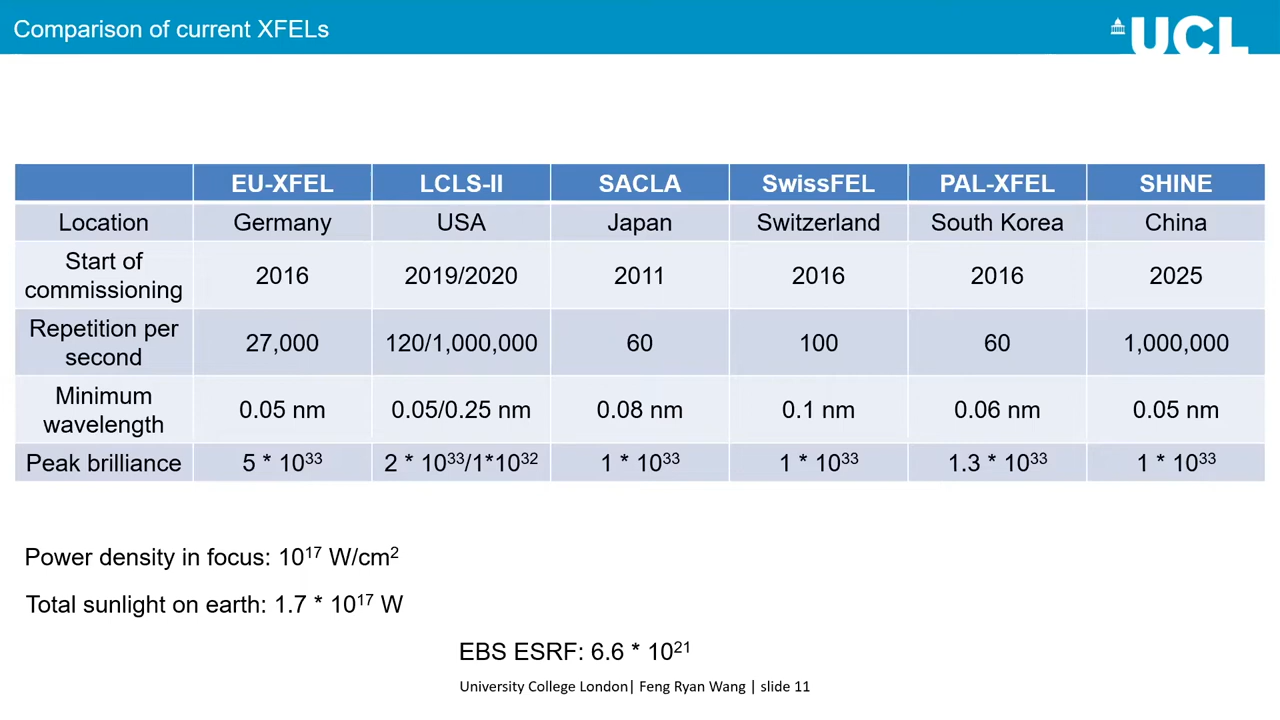 Comparison of current XFELs
UCL
EU-XFEL LCLS-II SACLA SwissFEL PAL-XFEL SHINE
Location Germany USA Japan Switzerland South Korea China
Start of commissioning 2016 2019/2020 2011 2016 2016 2025
Repetition per second 27,000 120/1,000,000 60 100 60 1,000,000
Minimum wavelength 0.05 nm 0.05/0.25 nm 0.08 nm 0.1 nm 0.06 nm 0.05 nm
Peak brilliance 5 * 10³³ 2 * 10³³/1*10³² 1 * 10³³ 1 * 10³³ 1.3 * 10³³ 1 * 10³³
Power density in focus: 10¹⁷ W/cm²
Total sunlight on earth: 1.7 * 10¹⁷ W
EBS ESRF: 6.6 * 10²¹
University College London| Feng Ryan Wang | slide 11